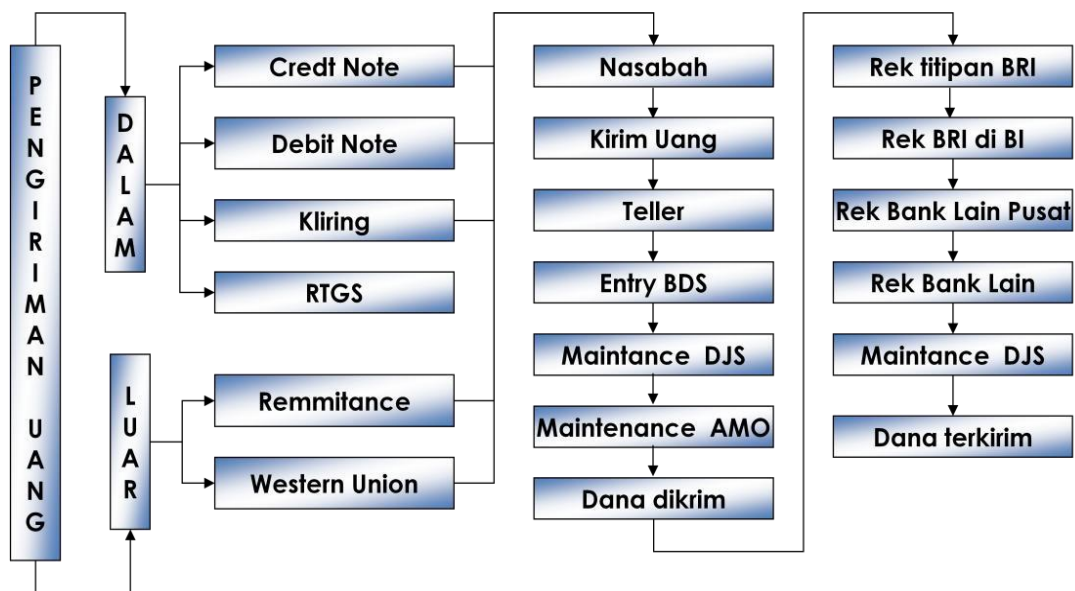 PENGIRIMAN UANG
DALAM
Credt Note
Debit Note
Kliring
RTGS
LUAR
Remmitance
Western Union
Nasabah
Kirim Uang
Teller
Entry BDS
Maintance DJS
Maintenance AMO
Dana dikrim
Rek titipan BRI
Rek BRI di BI
Rek Bank Lain Pusat
Rek Bank Lain
Maintance DJS
Dana terkirim